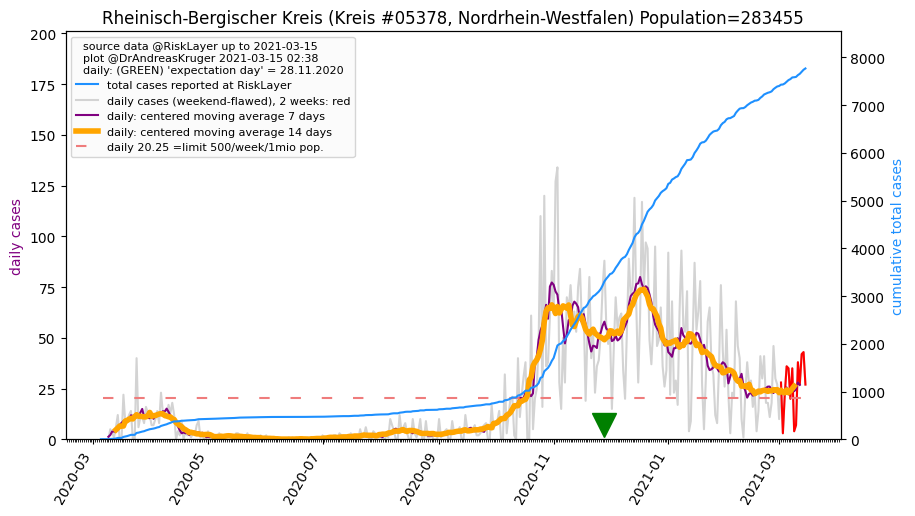 Rheinisch-Bergischer Kreis (Kreis #05378, Nordrhein-Westfalen) Population=283455
source data @RiskLayer up to 2021-03-15
plot @DrAndreasKruger 2021-03-15 02:38
daily: (GREEN) 'expectation day' = 28.11.2020
total cases reported at RiskLayer
daily cases (weekend-flawed), 2 weeks: red
daily: centered moving average 7 days
daily: centered moving average 14 days
daily 20.25 =limit 500/week/1mio pop.
daily cases
200
175
150
125
100
75
50
25
0
8000
7000
6000
5000
4000
3000
2000
1000
0
cumulative total cases
2020-03
2020-05
2020-07
2020-09
2020-11
2021-01
2021-03